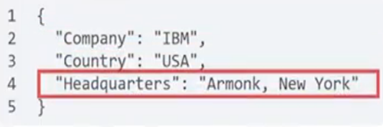 1 {
2 "Company": "IBM",
3 "Country": "USA",
4 "Headquarters": "Armonk, New York"
5 }